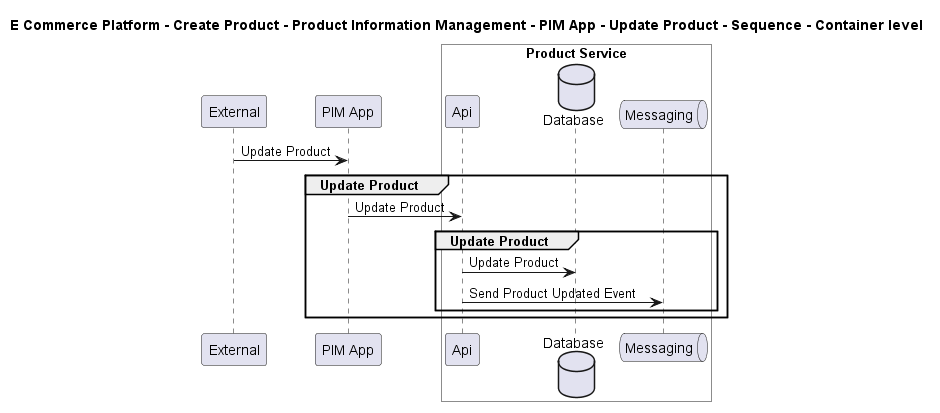 E Commerce Platform - Create Product - Product Information Management - PIM App - Update Product - Sequence - Container level
Product Service
External
PIM App
Api
Database
Messaging
Update Product
Update Product
Update Product
Update Product
Update Product
Send Product Updated Event
External
PIM App
Api
Database
Messaging